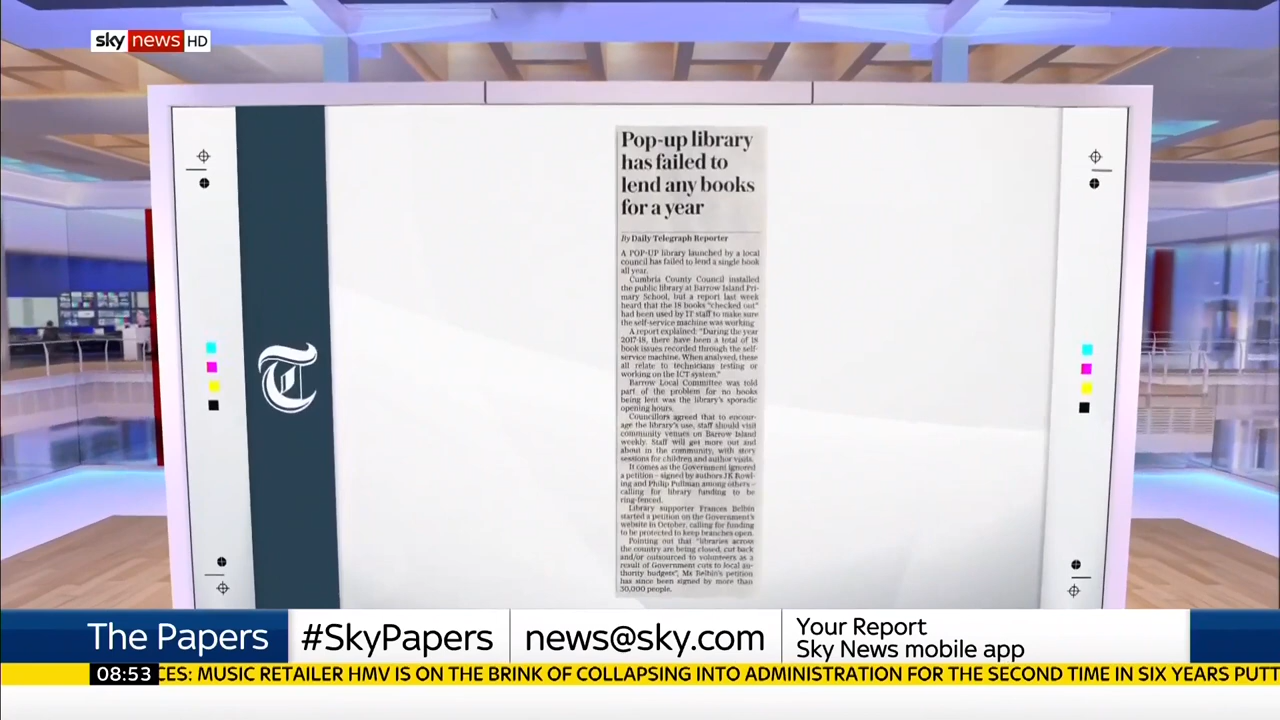 sky news HD
Pop-up library
has failed to
lend any books
for a year
By Daily Telegraph Reporter
A POP-UP library launched by a local
council has failed to lend a single book
all year.
Cumbria County Council installed
the public library at Barrow Island Pri-
mary School, but a report last week
heard that the 18 books "checked out"
had been used by IT staff to make sure
the self-service machine was working
A report explained: "During the year
2017-18, there have been a total of 18
book issues recorded through the self-
service machine. When analysed, these
all relate to technicians testing or
working on the ICT system."
Barrow Local Committee was told
part of the problem for no books
being lent was the library's sporadic
opening hours.
Councillors agreed that to encour-
age the library's use, staff should visit
community venues on Barrow Island
weekly. Staff will get more out and
about in the community, with story
sessions for children and author visits.
It comes as the Government ignored
a petition – signed by authors JK Rowl-
ing and Philip Pullman among others –
calling for library funding to be
ring-fenced.
Library supporter Frances Belbin
started a petition on the Government's
website in October, calling for funding
to be protected to keep branches open.
Pointing out that "libraries across
the country are being closed, cut back
and/or outsourced to volunteers as a
result of Government cuts to local au-
thority budgets", Ms Belbin's petition
has since been signed by more than
30,000 people.
The Papers
#SkyPapers
news@sky.com
Your Report
Sky News mobile app
08:53 CES: MUSIC RETAILER HMV IS ON THE BRINK OF COLLAPSING INTO ADMINISTRATION FOR THE SECOND TIME IN SIX YEARS PUTT